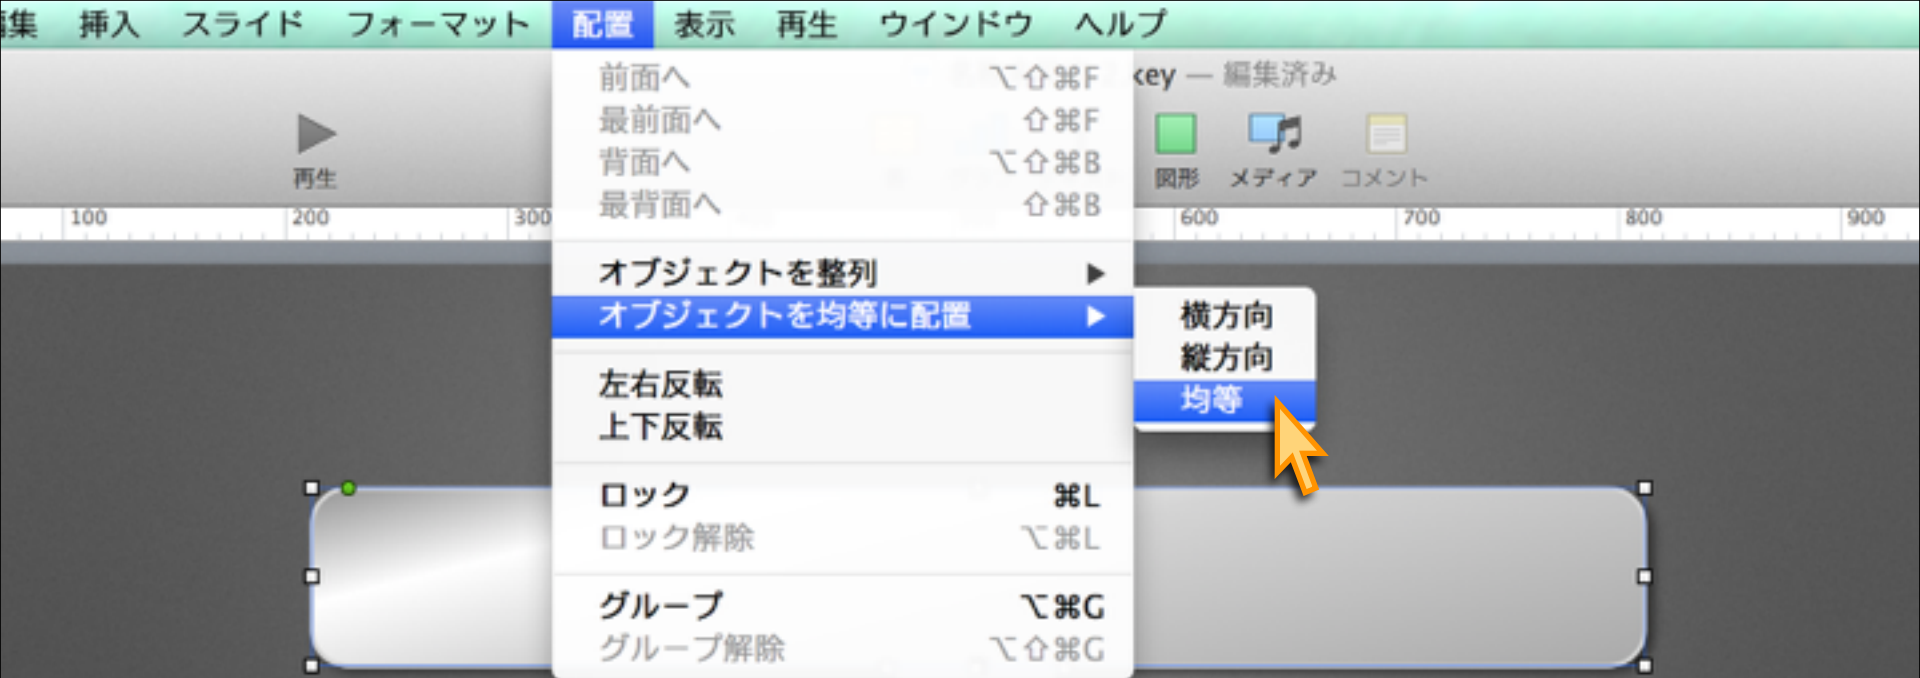 集 挿入 スライド フォーマット 配置 表示 再生 ウインドウ ヘルプ
key — 編集済み
再生
図形 メディア コメント
100 200 300 600 700 800 900
前面へ ⌥⇧⌘F
最前面へ ⇧⌘F
背面へ ⌥⇧⌘B
最背面へ ⇧⌘B
オブジェクトを整列 ▶
オブジェクトを均等に配置 ▶
横方向
縦方向
均等
左右反転
上下反転
ロック ⌘L
ロック解除 ⌥⌘L
グループ ⌥⌘G
グループ解除 ⌥⇧⌘G